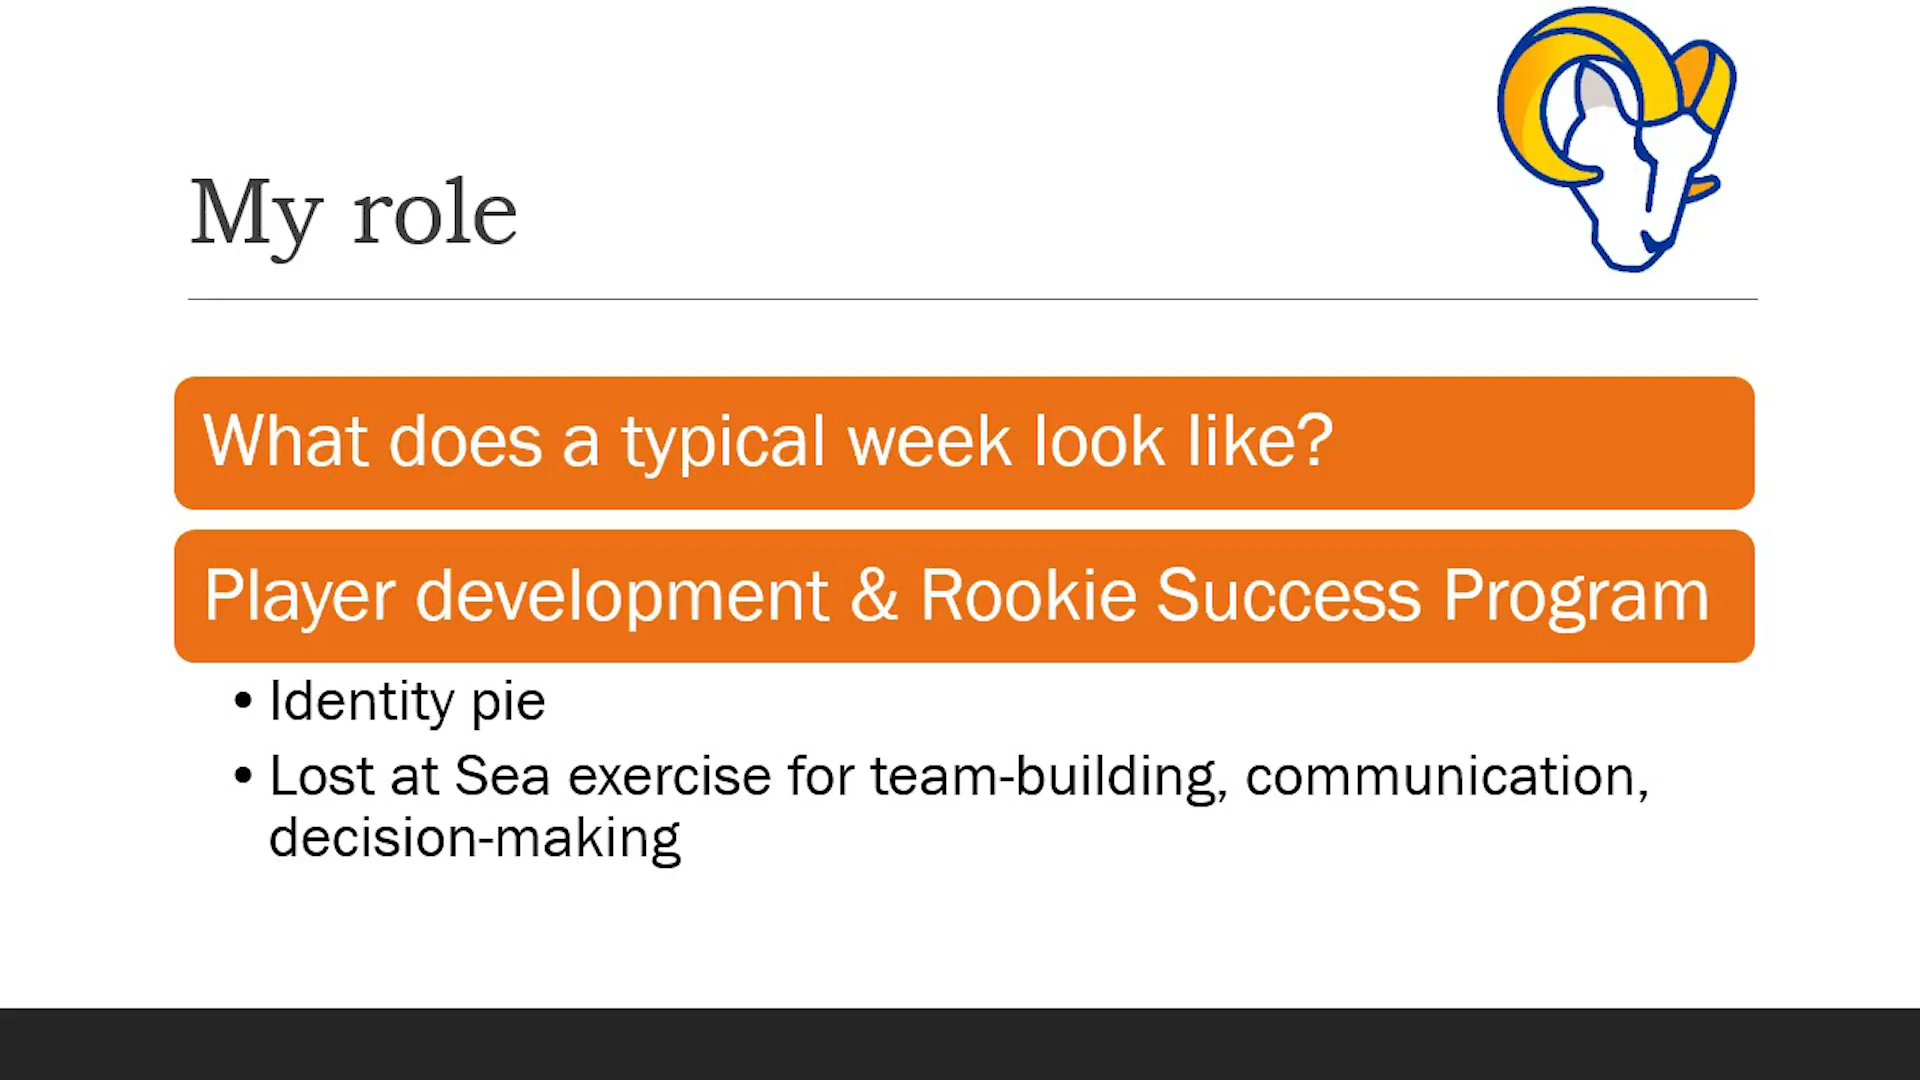 My role
What does a typical week look like?
Player development & Rookie Success Program
• Identity pie
• Lost at Sea exercise for team-building, communication,
decision-making